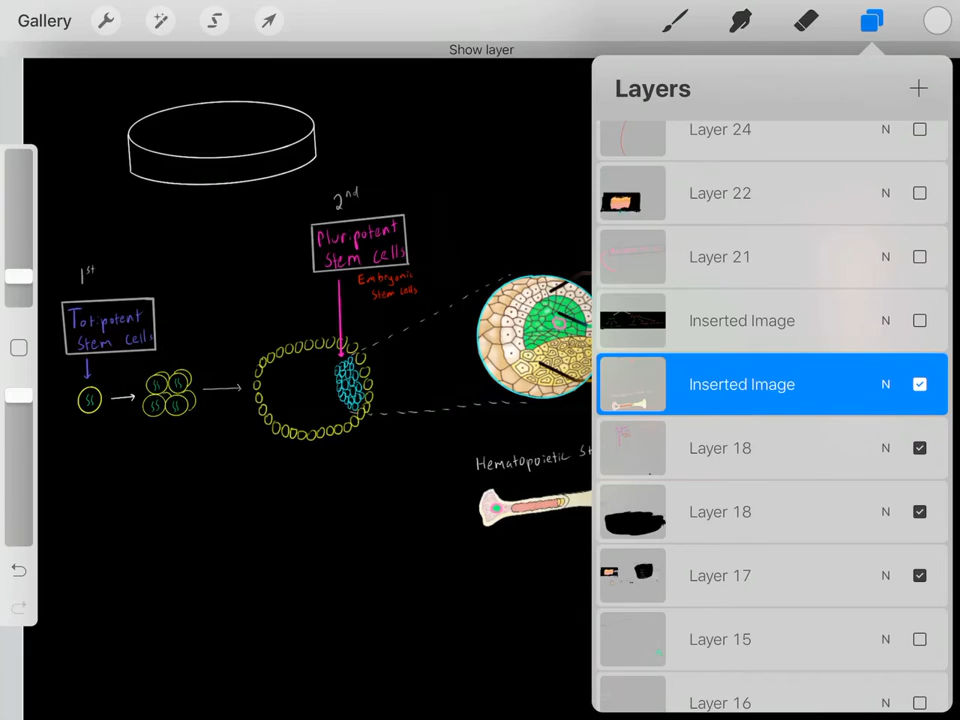 Gallery
Show layer
Layers
Layer 24 N
Layer 22 N
Layer 21 N
Inserted Image N
Inserted Image N
Layer 18 N
Layer 18 N
Layer 17 N
Layer 15 N
Layer 16 N
2nd
Pluripotent
Stem cells
Embryonic
Stem cells
1st
Totipotent
Stem cells
Hematopoietic St